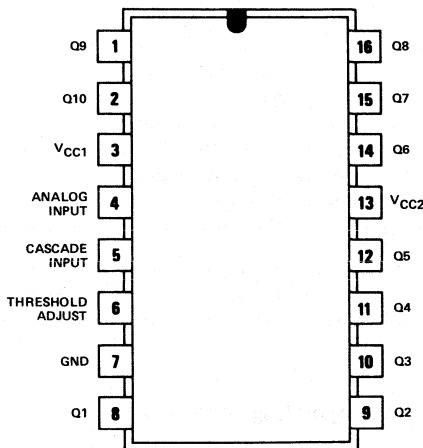 Q9 1 16 Q8
Q10 2 15 Q7
VCC1 3 14 Q6
ANALOG
INPUT 4 13 VCC2
CASCADE
INPUT 5 12 Q5
THRESHOLD
ADJUST 6 11 Q4
GND 7 10 Q3
Q1 8 9 Q2